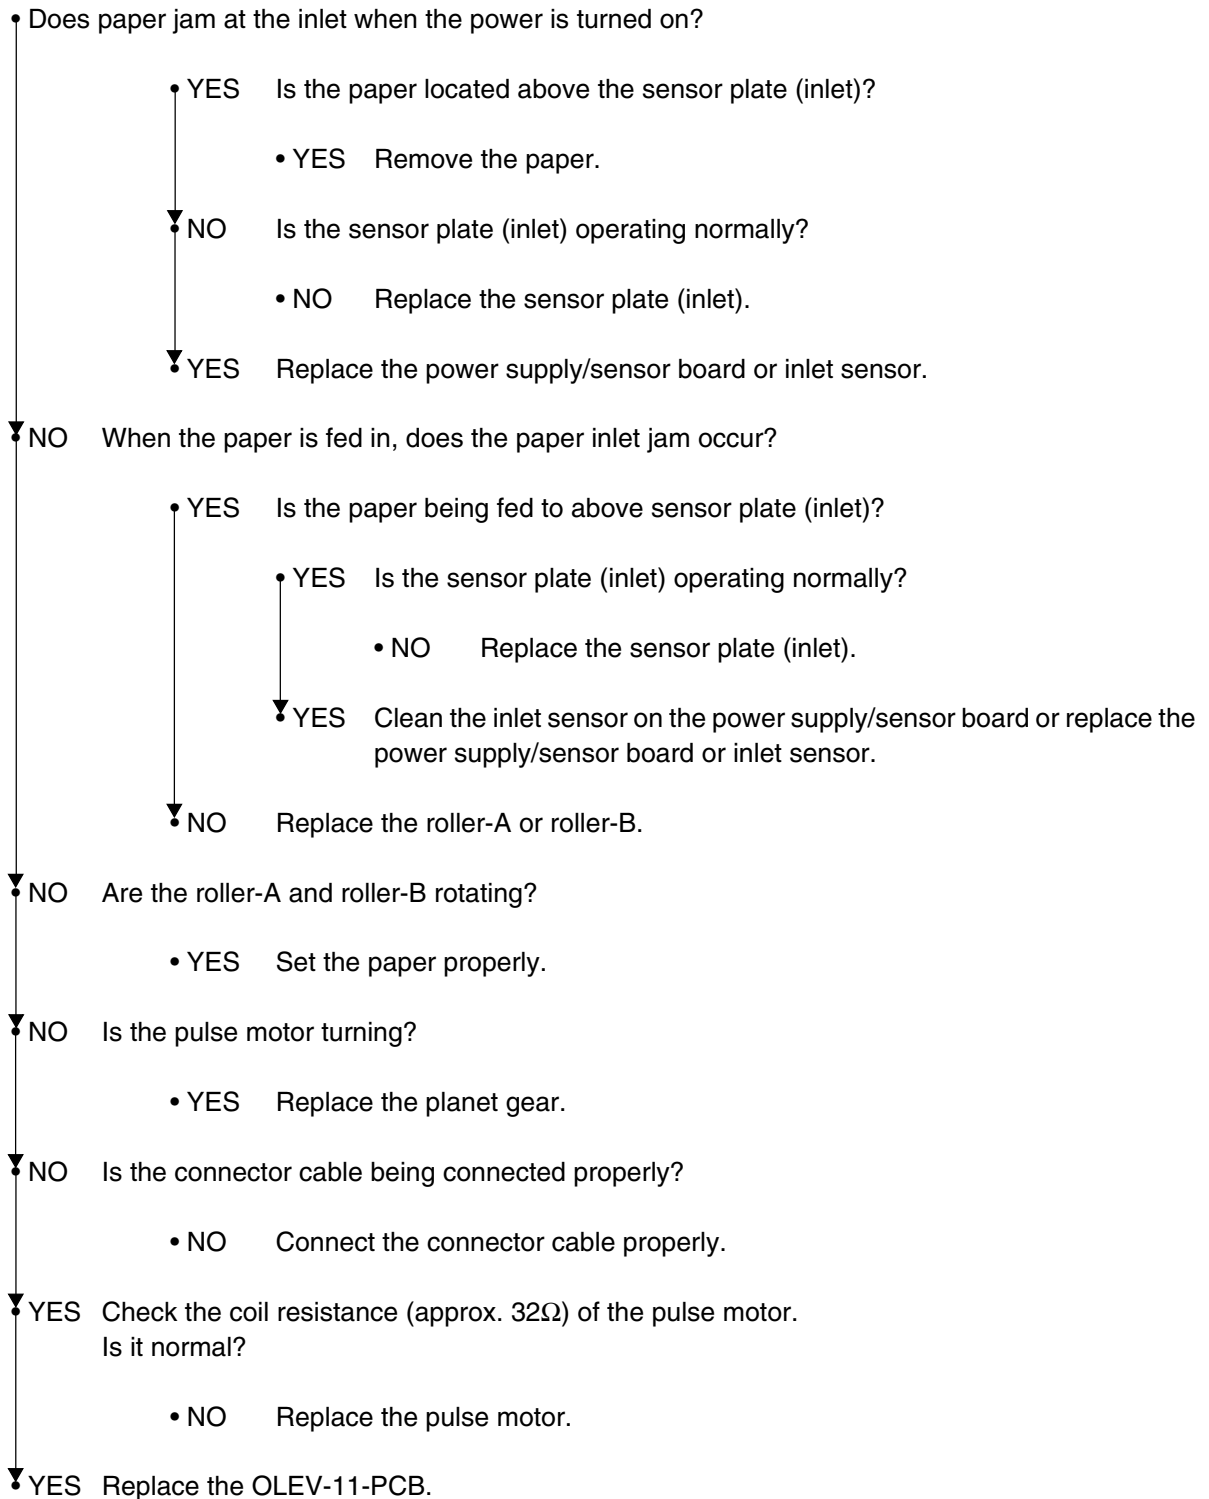 • Does paper jam at the inlet when the power is turned on?
• YES Is the paper located above the sensor plate (inlet)?
• YES Remove the paper.
• NO Is the sensor plate (inlet) operating normally?
• NO Replace the sensor plate (inlet).
• YES Replace the power supply/sensor board or inlet sensor.
• NO When the paper is fed in, does the paper inlet jam occur?
• YES Is the paper being fed to above sensor plate (inlet)?
• YES Is the sensor plate (inlet) operating normally?
• NO Replace the sensor plate (inlet).
• YES Clean the inlet sensor on the power supply/sensor board or replace the
power supply/sensor board or inlet sensor.
• NO Replace the roller-A or roller-B.
• NO Are the roller-A and roller-B rotating?
• YES Set the paper properly.
• NO Is the pulse motor turning?
• YES Replace the planet gear.
• NO Is the connector cable being connected properly?
• NO Connect the connector cable properly.
• YES Check the coil resistance (approx. 32Ω) of the pulse motor.
Is it normal?
• NO Replace the pulse motor.
• YES Replace the OLEV-11-PCB.